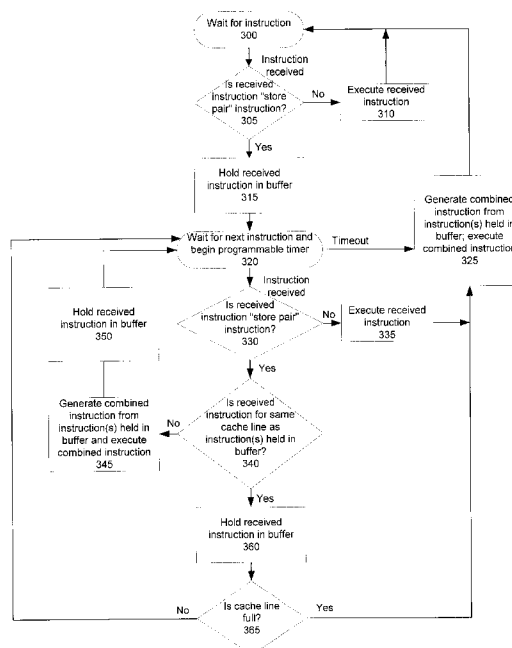 Wait for instruction
300
Instruction
received
Is received
instruction "store
pair" instruction?
305
No
Execute received
instruction
310
Yes
Hold received
instruction in buffer
315
Wait for next instruction and
begin programmable timer
320
Timeout
Generate combined
instruction from
instruction(s) held in
buffer; execute
combined instruction
325
Instruction
received
Hold received
instruction in buffer
350
Is received
instruction "store pair"
instruction?
330
No
Execute received
instruction
335
Yes
Generate combined
instruction from
instruction(s) held in
buffer and execute
combined instruction
345
No
Is received
instruction for same
cache line as
instruction(s) held in
buffer?
340
Yes
Hold received
instruction in buffer
360
No
Is cache line
full?
365
Yes